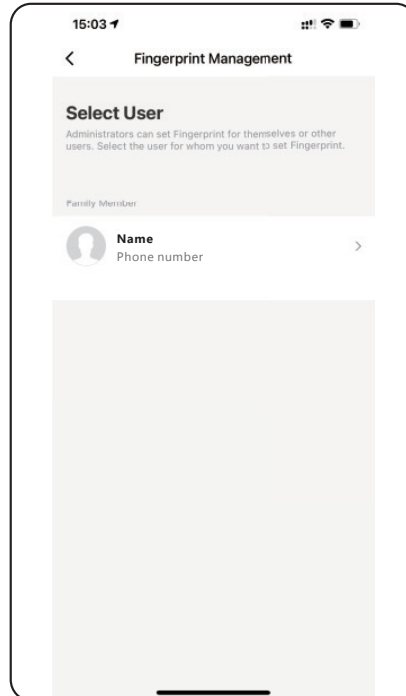 15:03
Fingerprint Management
Select User
Administrators can set Fingerprint for themselves or other
users. Select the user for whom you want to set Fingerprint.
Family Member
Name
Phone number